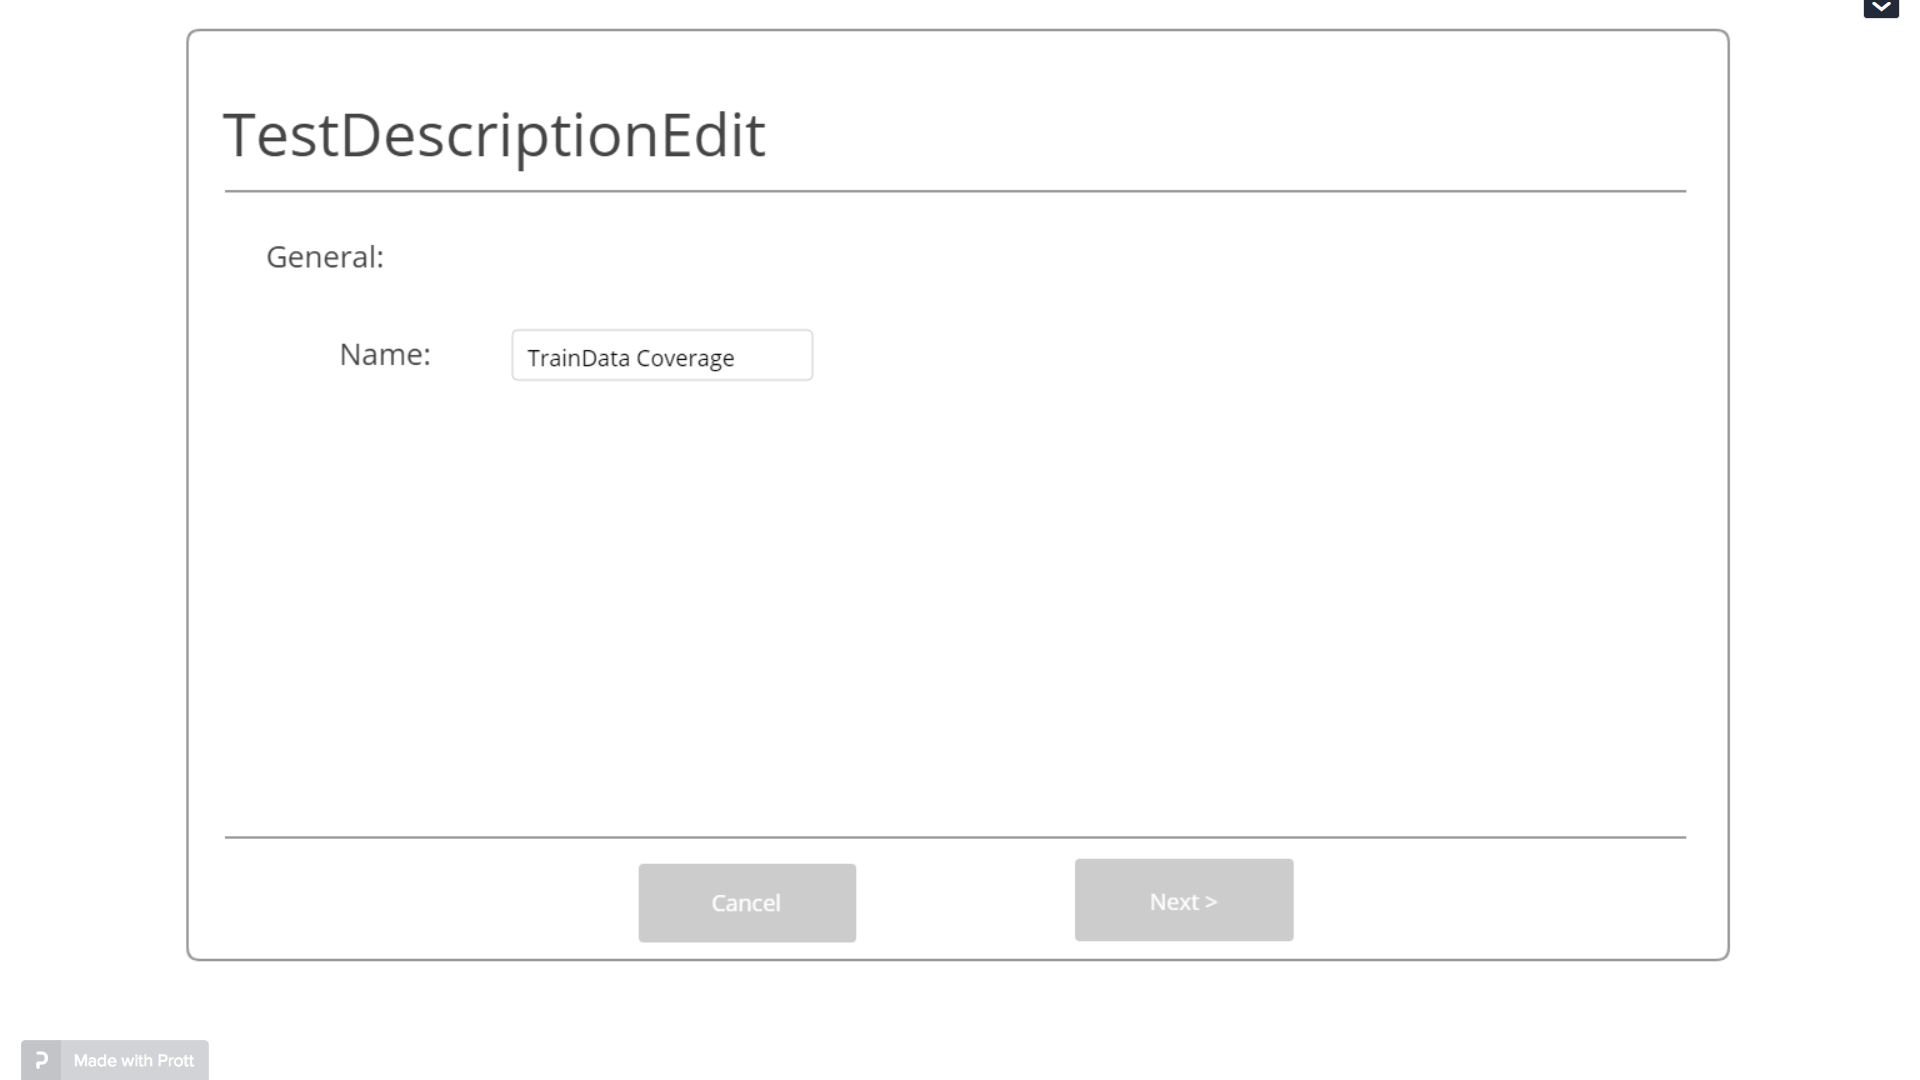 TestDescriptionEdit
General:
Name: TrainData Coverage
Cancel Next >
Made with Prott